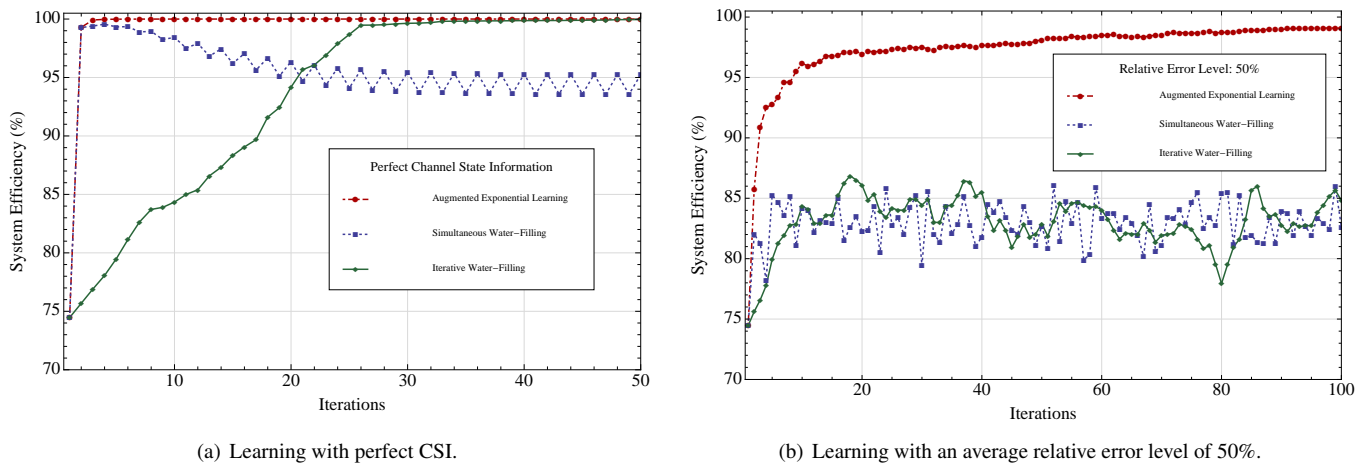 100
95
90
85
80
75
70
System Efficiency (%)
10
20
30
40
50
Iterations
Perfect Channel State Information
Augmented Exponential Learning
Simultaneous Water-Filling
Iterative Water-Filling
(a) Learning with perfect CSI.
100
95
90
85
80
75
70
System Efficiency (%)
20
40
60
80
100
Iterations
Relative Error Level: 50%
Augmented Exponential Learning
Simultaneous Water-Filling
Iterative Water-Filling
(b) Learning with an average relative error level of 50%.